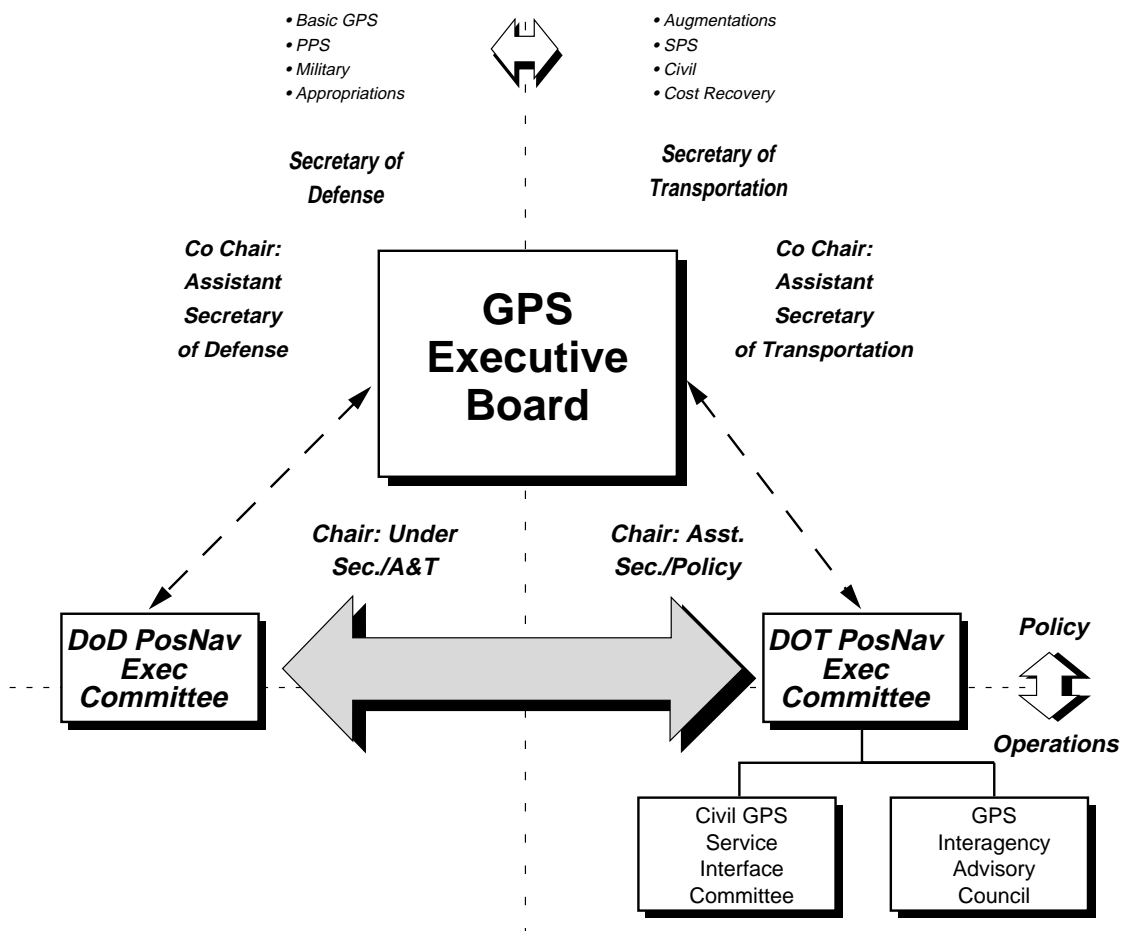 • Basic GPS
• PPS
• Military
• Appropriations
• Augmentations
• SPS
• Civil
• Cost Recovery
Secretary of
Defense
Secretary of
Transportation
Co Chair:
Assistant
Secretary
of Defense
GPS
Executive
Board
Co Chair:
Assistant
Secretary
of Transportation
Chair: Under
Sec./A&T
Chair: Asst.
Sec./Policy
DoD PosNav
Exec
Committee
DOT PosNav
Exec
Committee
Policy
Operations
Civil GPS
Service
Interface
Committee
GPS
Interagency
Advisory
Council